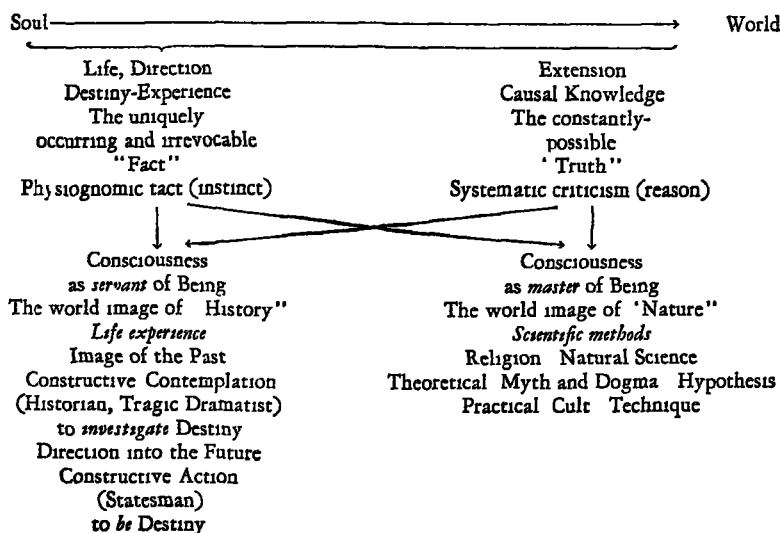 Soul World
Life, Direction
Destiny-Experience
The uniquely
occurring and irrevocable
"Fact"
Physiognomic tact (instinct)
Extension
Causal Knowledge
The constantly-
possible
' Truth"
Systematic criticism (reason)
Consciousness
as servant of Being
The world image of History"
Life experience
Image of the Past
Constructive Contemplation
(Historian, Tragic Dramatist)
to investigate Destiny
Direction into the Future
Constructive Action
(Statesman)
to be Destiny
Consciousness
as master of Being
The world image of 'Nature"
Scientific methods
Religion Natural Science
Theoretical Myth and Dogma Hypothesis
Practical Cult Technique